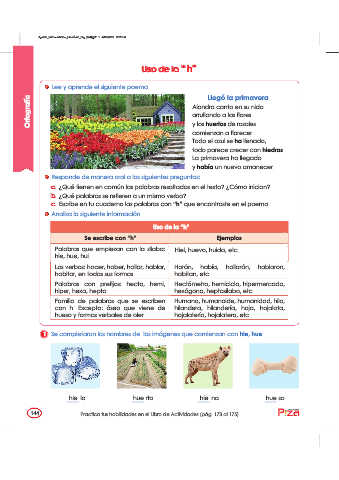 Uso de la "h"
Ortografía
Lee y aprende el siguiente poema
Llegó la primavera
Alondra canta en su nido
arrullando a las flores
y los huertos de rosales
comienzan a florecer
Todo el azul se ha llenado,
todo parece crecer con hiedras
La primavera ha llegado
y había un nuevo amanecer
Responde de manera oral a las siguientes preguntas:
a. ¿Qué tienen en común las palabras resaltadas en el texto? ¿Cómo inician?
b. ¿Qué palabras se refieren a un mismo verbo?
c. Escribe en tu cuaderno las palabras con "h" que encontraste en el poema
Analiza la siguiente información
Uso de la "h"
Se escribe con "h"
Ejemplos
Palabras que empiezan con la sílaba:
hie, hue, hui
Hiel, huevo, huida, etc.
Los verbos: hacer, haber, hallar, hablar,
habitar, en todas sus formas
Harán, había, hallarán, hablaron,
habitan, etc
Palabras con prefijos: hecto, hemi,
hiper, hexa, hepta
Hectómetro, hemiciclo, hipermercado,
hexágono, heptasílabo, etc
Familia de palabras que se escriben
con h. Excepto: ósea que viene de
hueso y formas verbales de oler
Humano, humanoide, humanidad, hilo,
hilandero, hilandería, hoja, hojalata,
hojalatería, hojalatero, etc
1 Se completaron los nombres de las imágenes que comienzan con hie, hue
hie lo
hue rto
hie na
hue so
144
Practica tus habilidades en el Libro de Actividades (pág. 173 al 175)